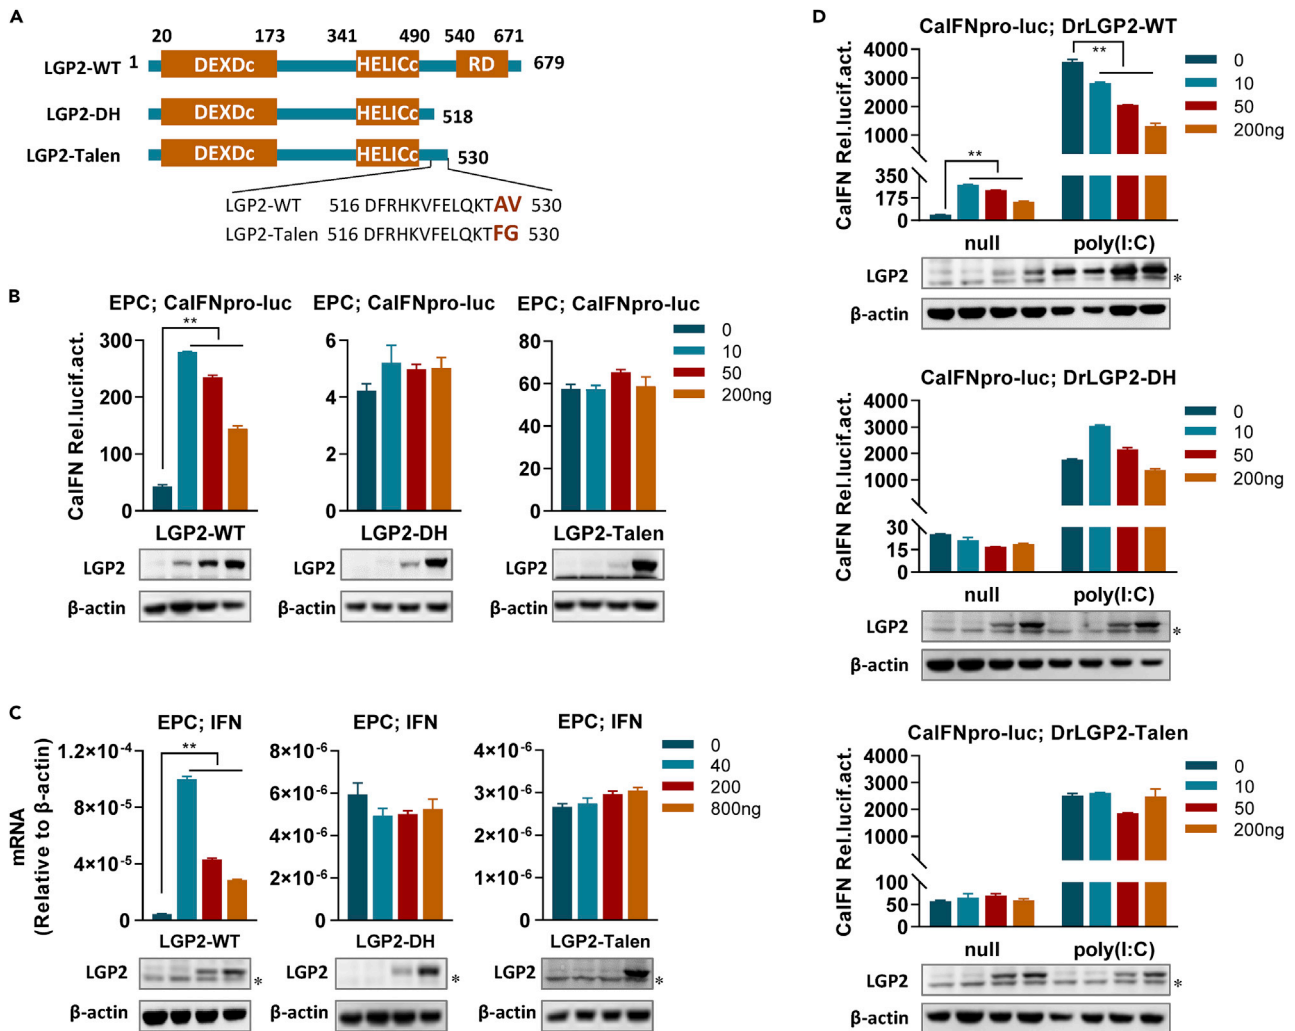 A
20 173 341 490 540 671
LGP2-WT 1 DEXDc HELICc RD 679
LGP2-DH DEXDc HELICc 518
LGP2-Talen DEXDc HELICc 530
LGP2-WT 516 DFRHKVFELQKTAV 530
LGP2-Talen 516 DFRHKVFELQKTFG 530
B
EPC; CaIFNpro-luc EPC; CaIFNpro-luc EPC; CaIFNpro-luc
CaIFN Rel.lucif.act.
300
200
100
0
**
6
4
2
0
80
60
40
20
0
0
10
50
200ng
LGP2-WT LGP2-DH LGP2-Talen
LGP2 LGP2 LGP2
β-actin β-actin β-actin
C
EPC; IFN EPC; IFN EPC; IFN
mRNA
(Relative to β-actin)
1.2×10-4
8×10-5
4×10-5
0
**
8×10-6
6×10-6
4×10-6
2×10-6
0
4×10-6
3×10-6
2×10-6
1×10-6
0
0
40
200
800ng
LGP2-WT LGP2-DH LGP2-Talen
LGP2 * LGP2 * LGP2 *
β-actin β-actin β-actin
D
CaIFNpro-luc; DrLGP2-WT
CaIFN Rel.lucif.act.
4000
3000
2000
1000
350
175
0
**
**
0
10
50
200ng
null poly(I:C)
LGP2 *
β-actin
CaIFNpro-luc; DrLGP2-DH
CaIFN Rel.lucif.act.
4000
3000
2000
1000
30
15
0
0
10
50
200ng
null poly(I:C)
LGP2 *
β-actin
CaIFNpro-luc; DrLGP2-Talen
CaIFN Rel.lucif.act.
4000
3000
2000
1000
100
50
0
0
10
50
200ng
null poly(I:C)
LGP2 *
β-actin